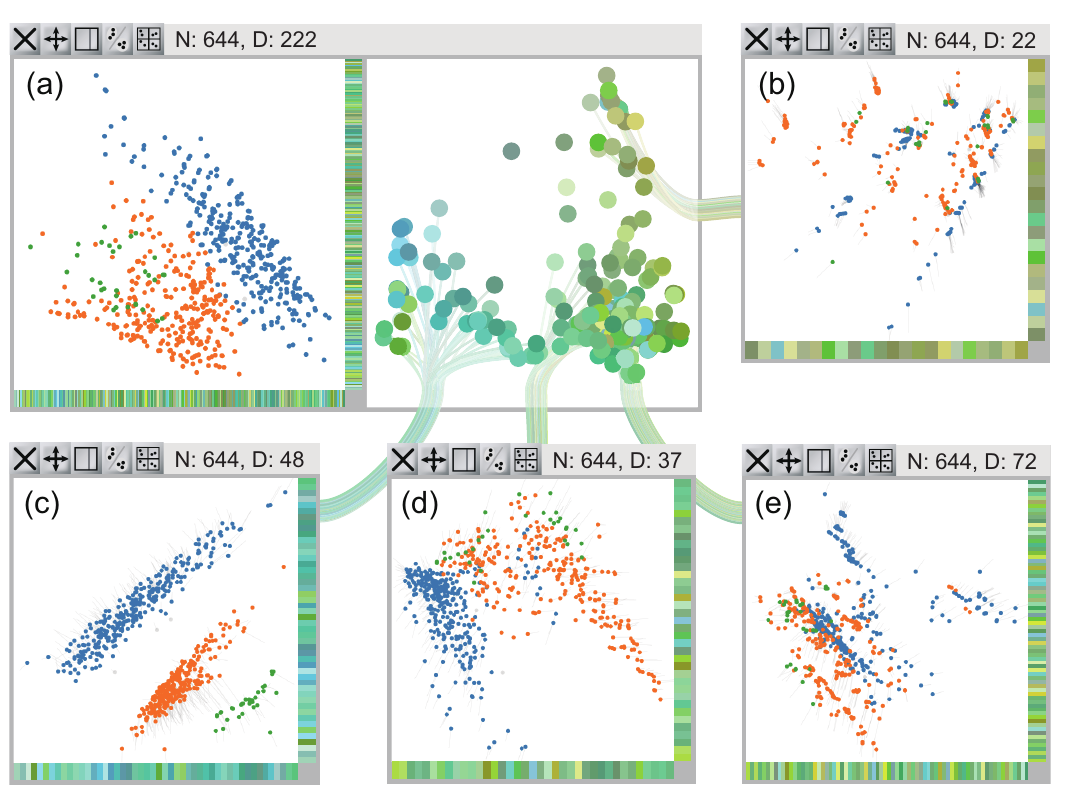 N: 644, D: 222
(a)
N: 644, D: 22
(b)
N: 644, D: 48
(c)
N: 644, D: 37
(d)
N: 644, D: 72
(e)